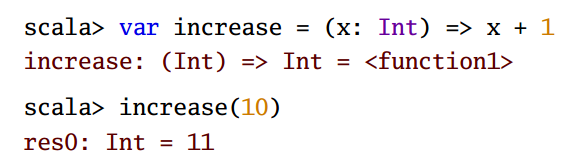 scala> var increase = (x: Int) => x + 1
increase: (Int) => Int = <function1>
scala> increase(10)
res0: Int = 11